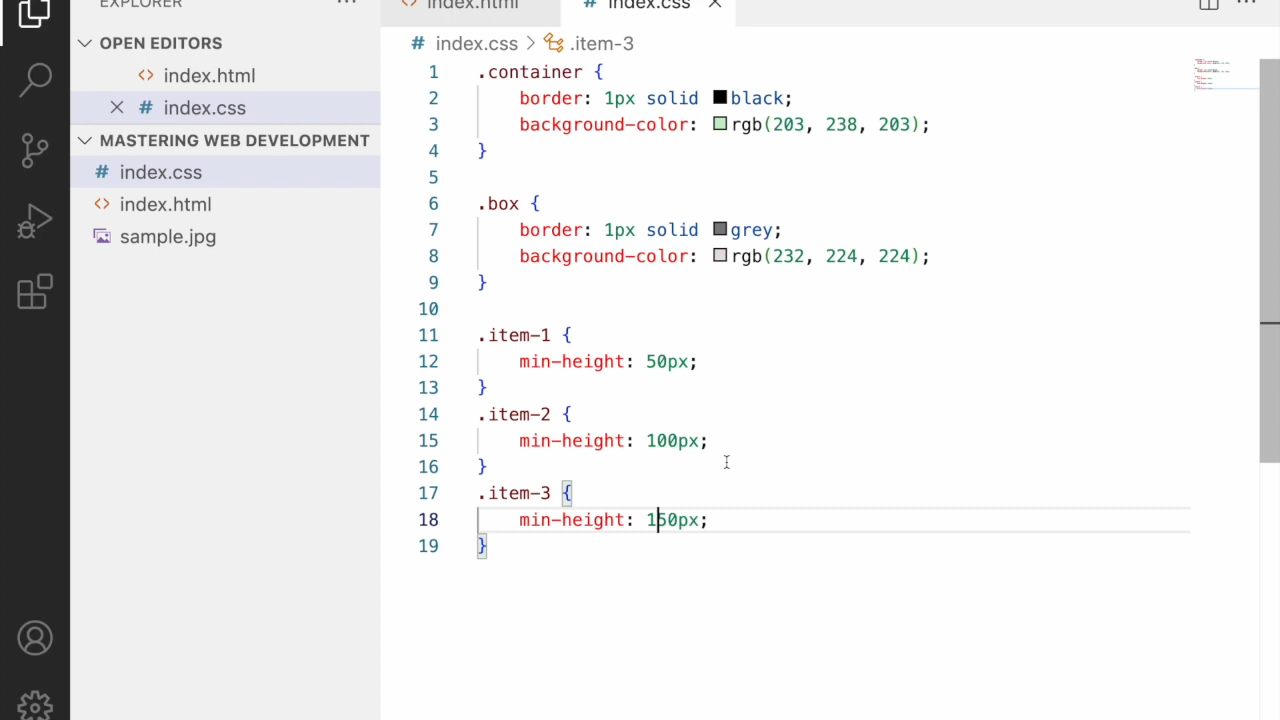 EXPLORER ...
OPEN EDITORS
<> index.html
# index.css
MASTERING WEB DEVELOPMENT
# index.css
<> index.html
sample.jpg
<> index.html
# index.css
...
# index.css > .item-3
1 .container {
2 border: 1px solid black;
3 background-color: rgb(203, 238, 203);
4 }
5
6 .box {
7 border: 1px solid grey;
8 background-color: rgb(232, 224, 224);
9 }
10
11 .item-1 {
12 min-height: 50px;
13 }
14 .item-2 {
15 min-height: 100px;
16 }
17 .item-3 {
18 min-height: 150px;
19 }